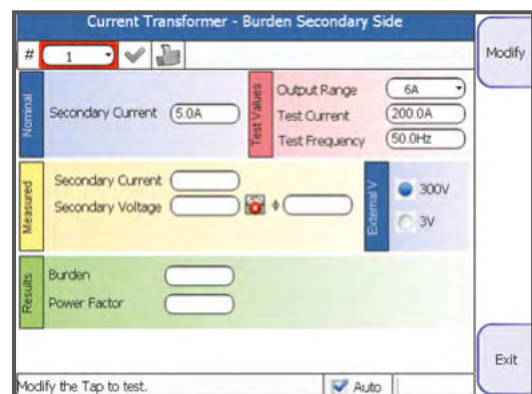 Current Transformer - Burden Secondary Side
# 1
Modify
Nominal
Secondary Current 5.0A
Test Values
Output Range 6A
Test Current 200.0A
Test Frequency 50.0Hz
Measured
Secondary Current
Secondary Voltage
External V
300V
3V
Results
Burden
Power Factor
Exit
Modify the Tap to test.
Auto